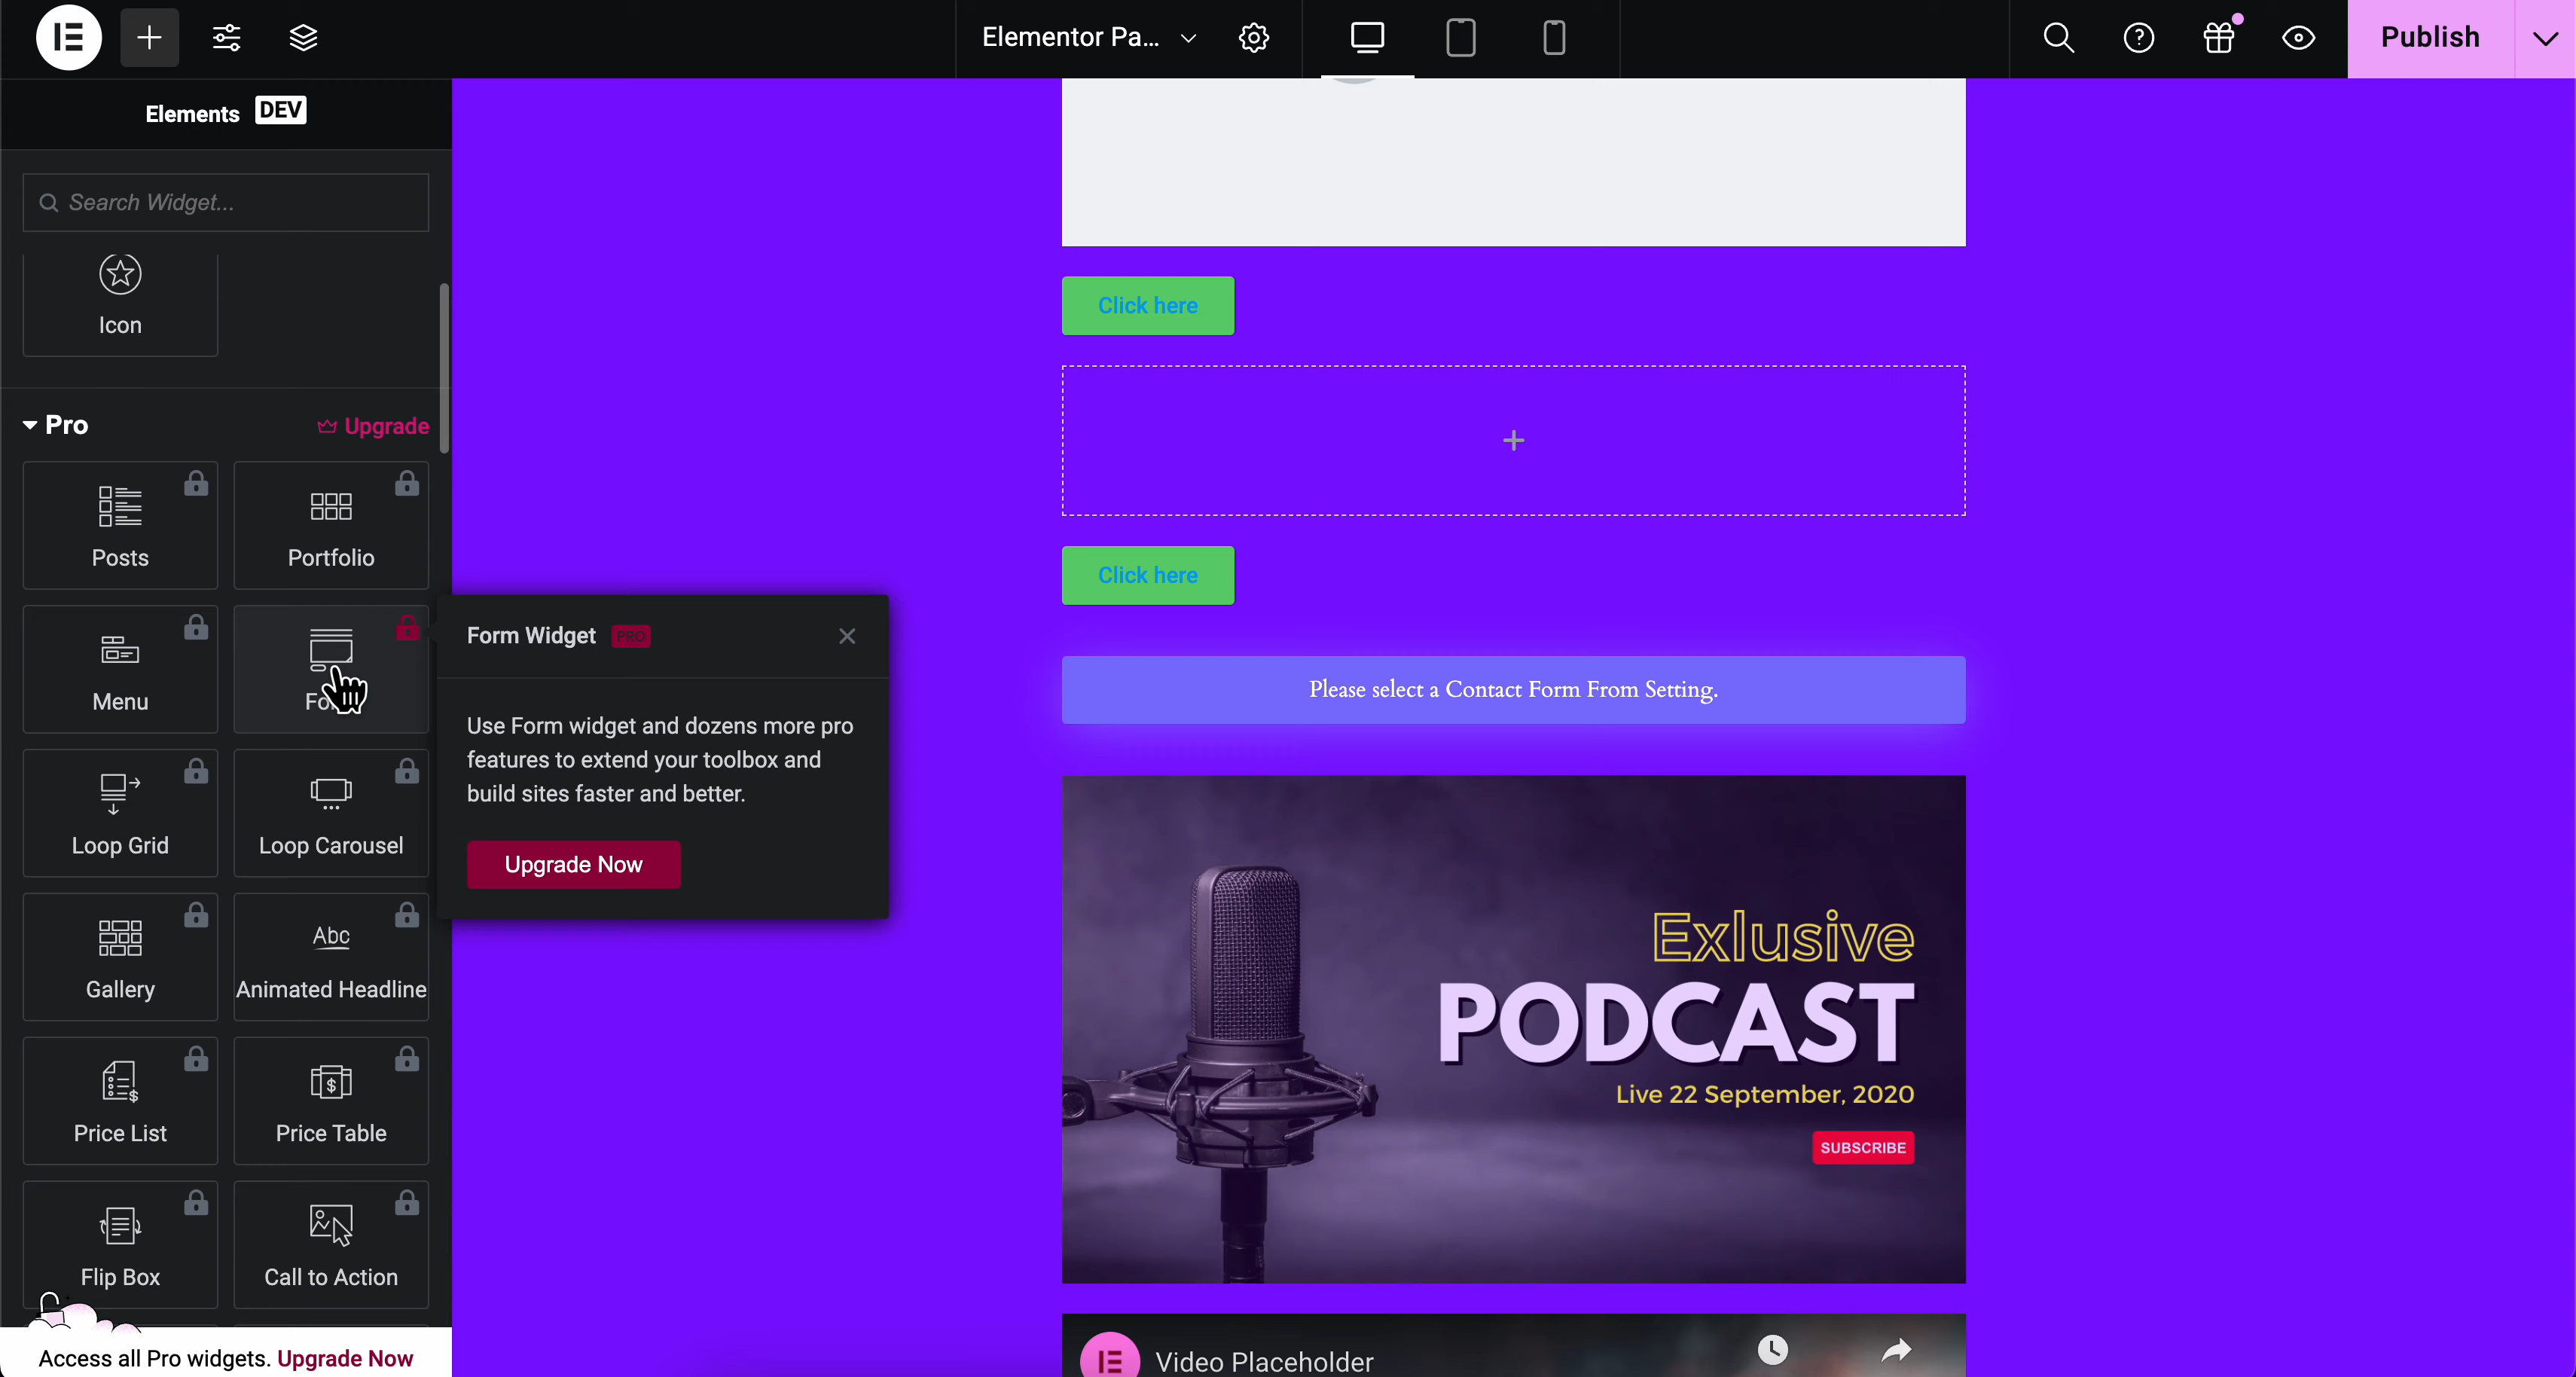 Elementor Pa...
Publish
Elements DEV
Search Widget...
Icon
Pro
Upgrade
Posts
Portfolio
Menu
Loop Grid
Loop Carousel
Gallery
Abc
Animated Headline
Price List
Price Table
Flip Box
Call to Action
Access all Pro widgets. Upgrade Now
Form Widget PRO
Use Form widget and dozens more pro
features to extend your toolbox and
build sites faster and better.
Upgrade Now
Click here
Click here
Please select a Contact Form From Setting.
Exlusive
PODCAST
Live 22 September, 2020
SUBSCRIBE
Video Placeholder